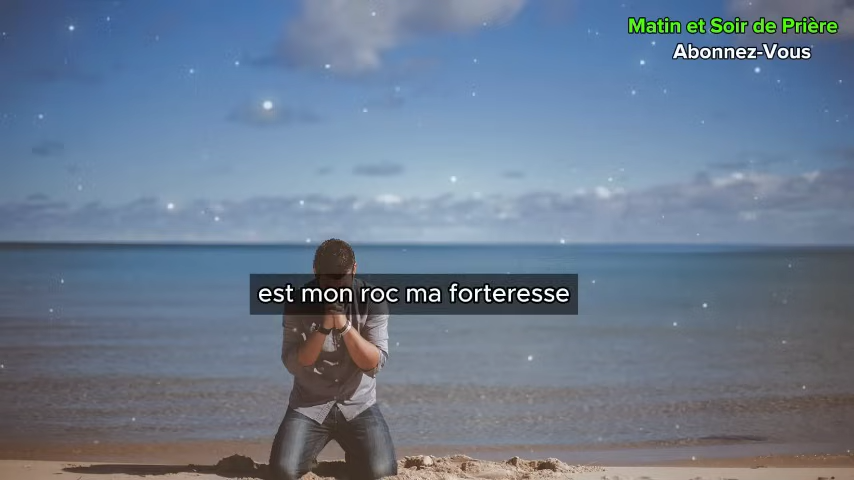 Matin et Soir de Prière
Abonnez-Vous
est mon roc ma forteresse